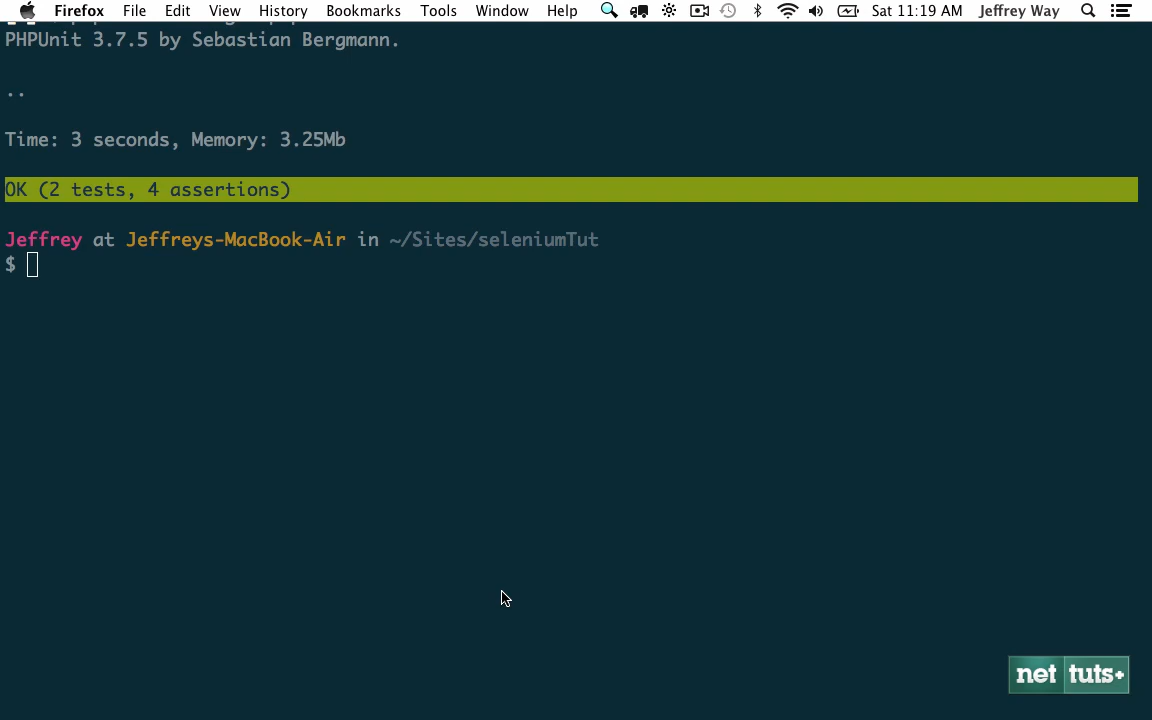 Firefox File Edit View History Bookmarks Tools Window Help Sat 11:19 AM Jeffrey Way
PHPUnit 3.7.5 by Sebastian Bergmann.
..
Time: 3 seconds, Memory: 3.25Mb
OK (2 tests, 4 assertions)
Jeffrey at Jeffreys-MacBook-Air in ~/Sites/seleniumTut
$
net tuts+